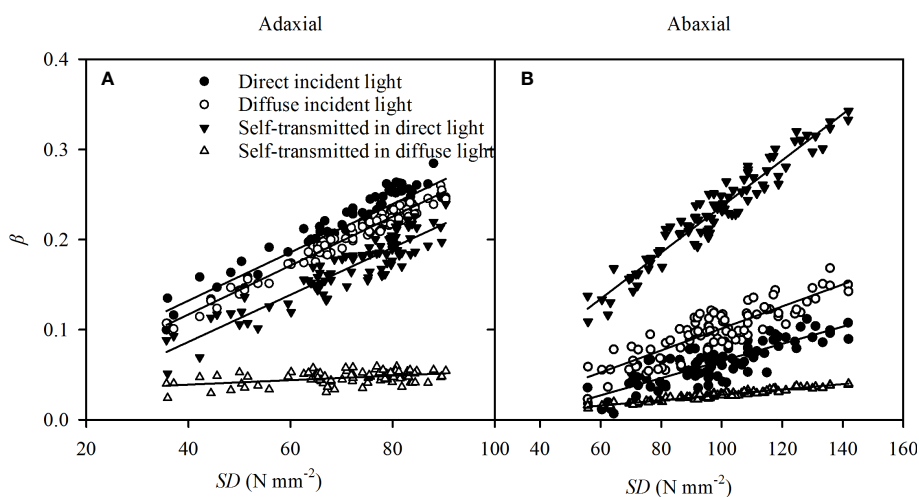 Adaxial
Abaxial
A
B
Direct incident light
Diffuse incident light
Self-transmitted in direct light
Self-transmitted in diffuse light
β
0.4
0.3
0.2
0.1
0.0
20 40 60 80 100
40 60 80 100 120 140 160
SD (N mm⁻²)
SD (N mm⁻²)